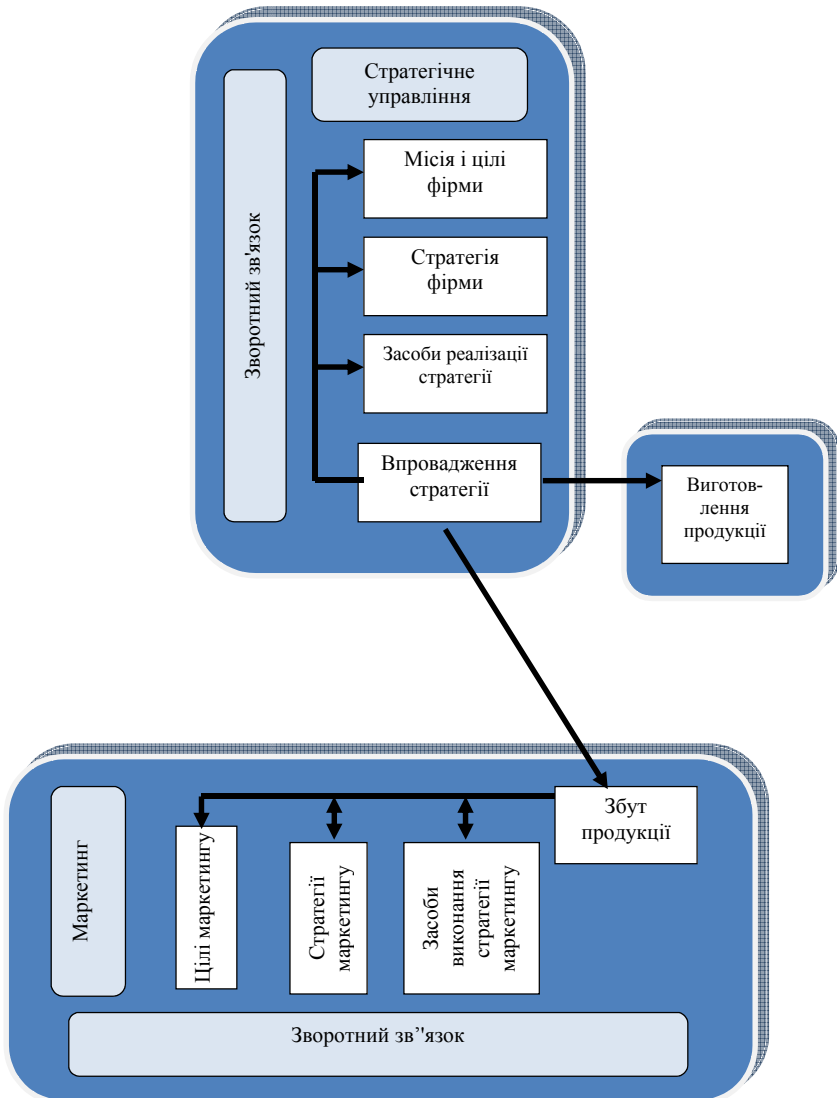 Стратегічне
управління
Зворотний зв'язок
Місія і цілі
фірми
Стратегія
фірми
Засоби реалізації
стратегії
Впровадження
стратегії
Виготов-
лення
продукції
Збут
продукції
Маркетинг
Цілі маркетингу
Стратегії
маркетингу
Засоби
виконання
стратегії
маркетингу
Зворотний зв''язок